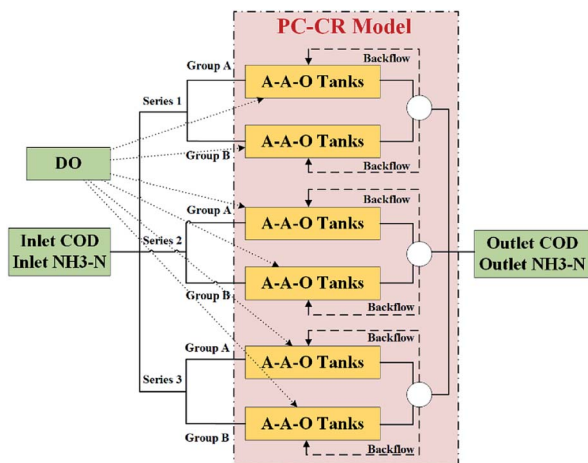 PC-CR Model
Backflow
Group A
A-A-O Tanks
Series 1
A-A-O Tanks
Group B
Backflow
DO
Backflow
Group A
A-A-O Tanks
Inlet COD
Inlet NH3-N
Series 2
Outlet COD
Outlet NH3-N
A-A-O Tanks
Group B
Backflow
Backflow
Group A
A-A-O Tanks
Series 3
A-A-O Tanks
Group B
Backflow